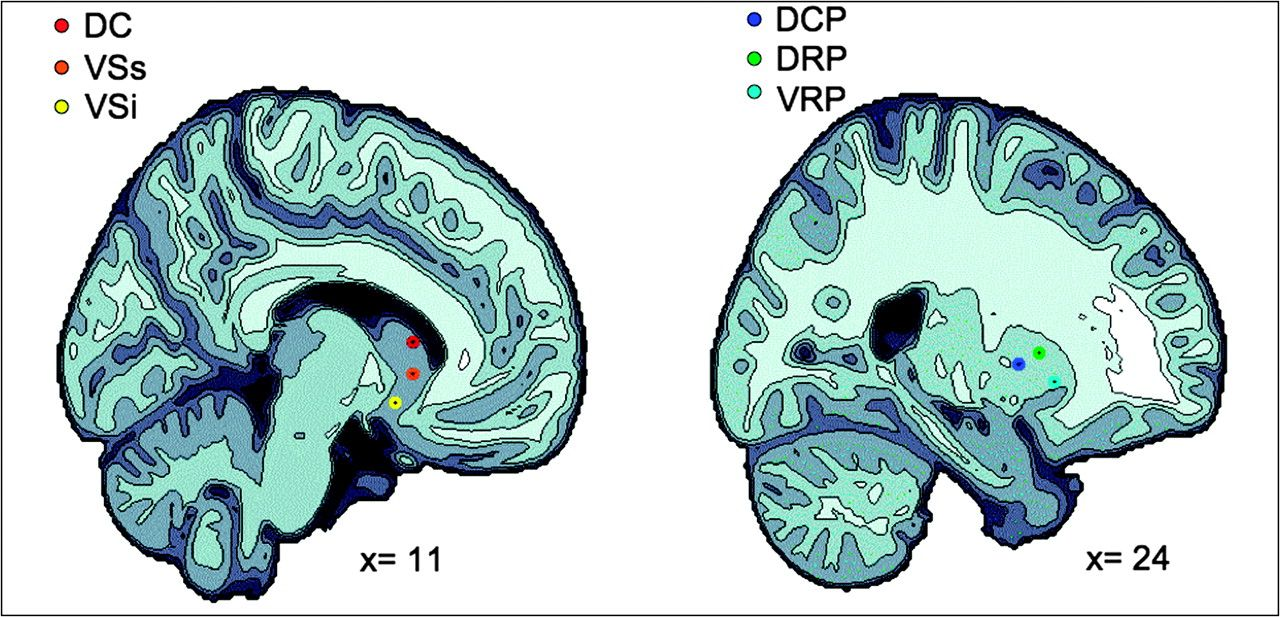 DC
VSs
VSi
x= 11
DCP
DRP
VRP
x= 24